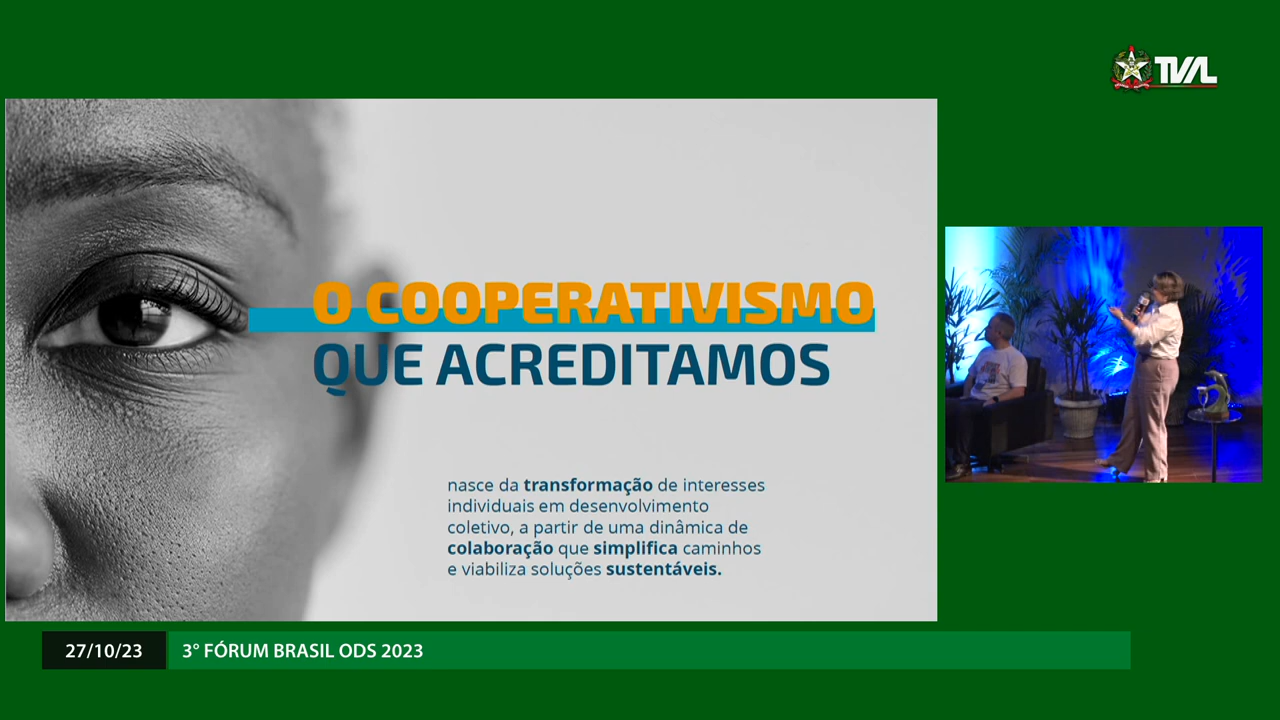 TVAL
O COOPERATIVISMO
QUE ACREDITAMOS
nasce da transformação de interesses
individuais em desenvolvimento
coletivo, a partir de uma dinâmica de
colaboração que simplifica caminhos
e viabiliza soluções sustentáveis.
27/10/23
3° FÓRUM BRASIL ODS 2023